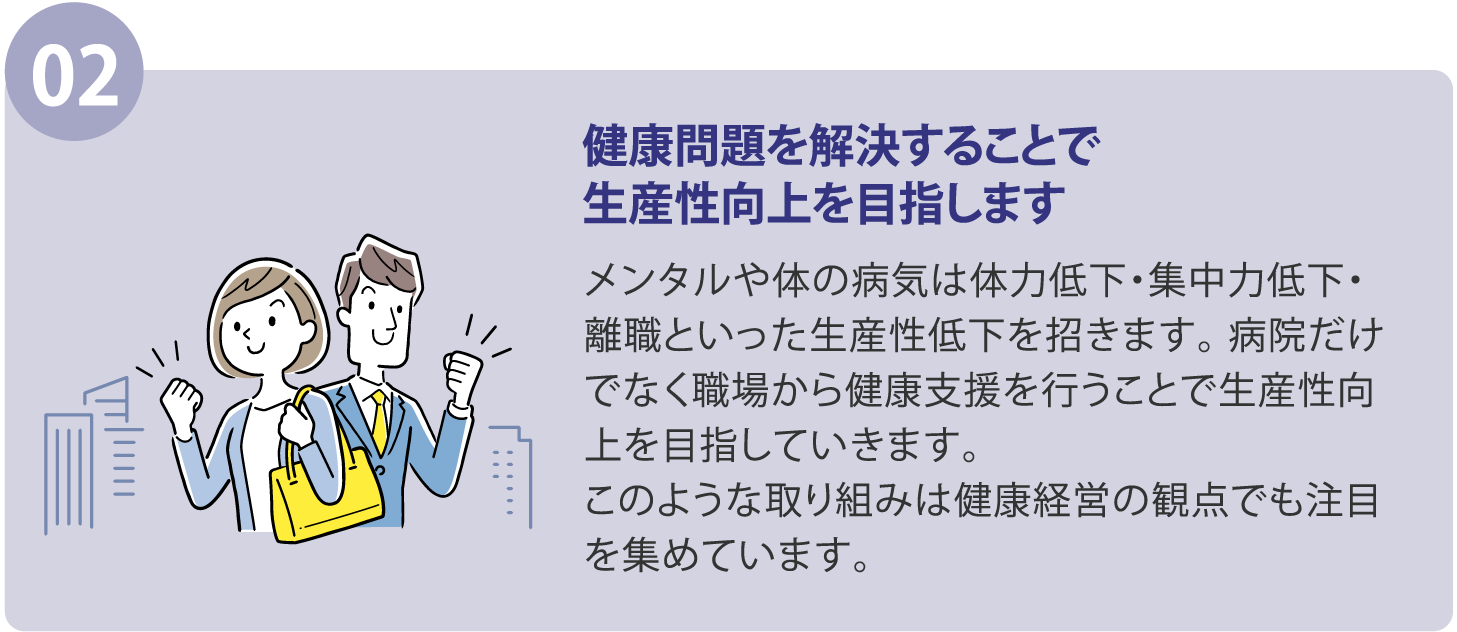 02
健康問題を解決することで
生産性向上を目指します
メンタルや体の病気は体力低下・集中力低下・
離職といった生産性低下を招きます。病院だけ
でなく職場から健康支援を行うことで生産性向
上を目指していきます。
このような取り組みは健康経営の観点でも注目
を集めています。